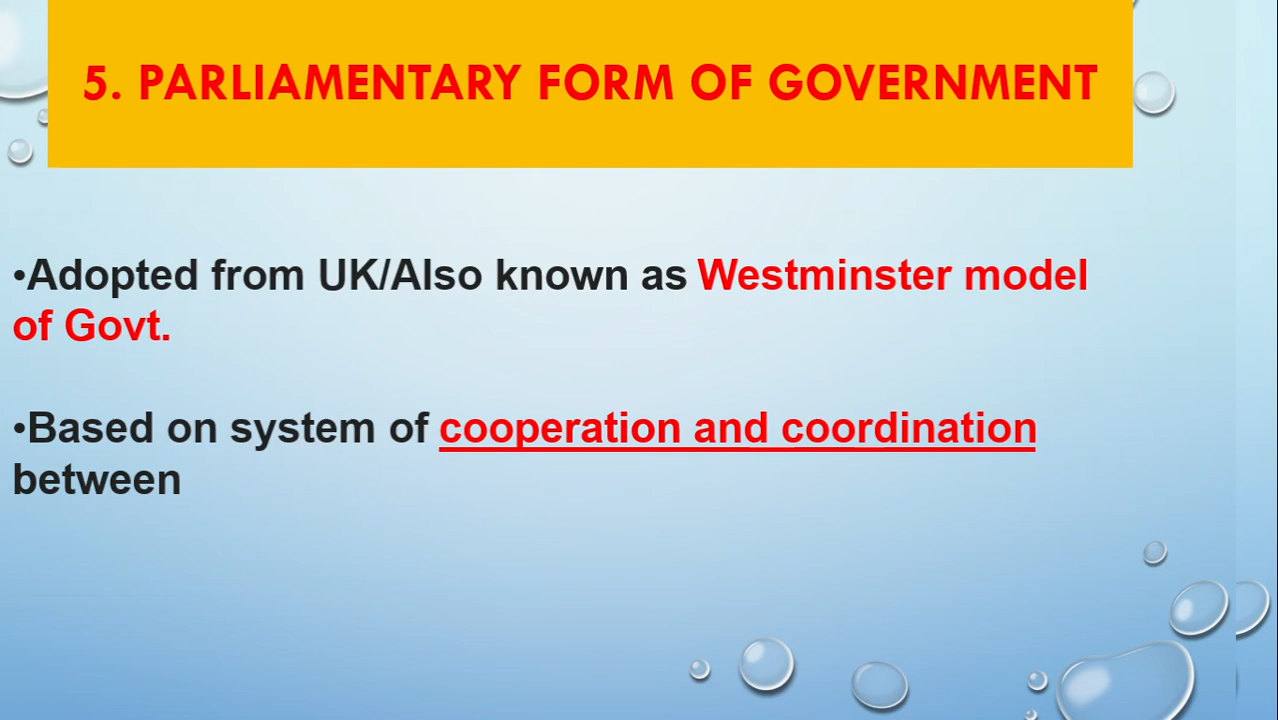 5. PARLIAMENTARY FORM OF GOVERNMENT
•Adopted from UK/Also known as Westminster model
of Govt.
•Based on system of cooperation and coordination
between